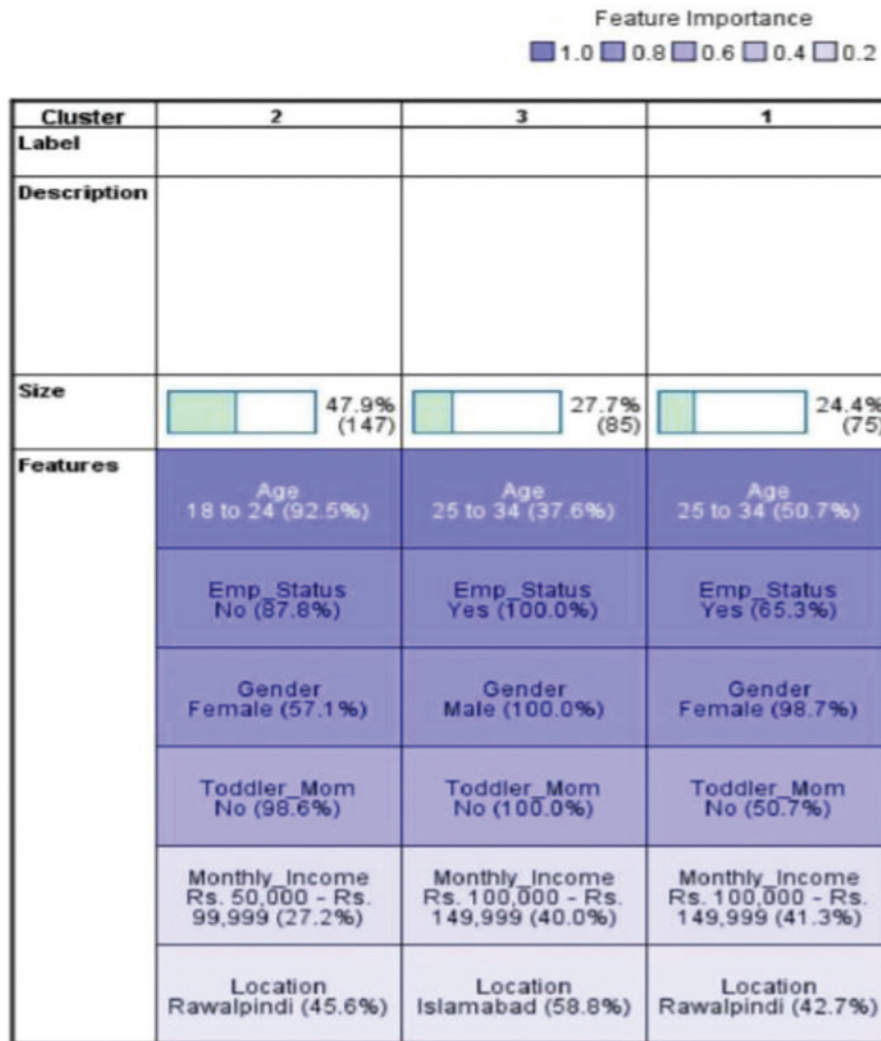 Feature Importance
1.0 0.8 0.6 0.4 0.2
Cluster 2 3 1
Label
Description
Size 47.9% 27.7% 24.4%
(147) (85) (75)
Features
Age Age Age
18 to 24 (92.5%) 25 to 34 (37.6%) 25 to 34 (50.7%)
Emp_Status Emp_Status Emp_Status
No (87.8%) Yes (100.0%) Yes (65.3%)
Gender Gender Gender
Female (57.1%) Male (100.0%) Female (98.7%)
Toddler_Mom Toddler_Mom Toddler_Mom
No (98.6%) No (100.0%) No (50.7%)
Monthly_Income Monthly_Income Monthly_Income
Rs. 50,000 - Rs. Rs. 100,000 - Rs. Rs. 100,000 - Rs.
99,999 (27.2%) 149,999 (40.0%) 149,999 (41.3%)
Location Location Location
Rawalpindi (45.6%) Islamabad (58.8%) Rawalpindi (42.7%)